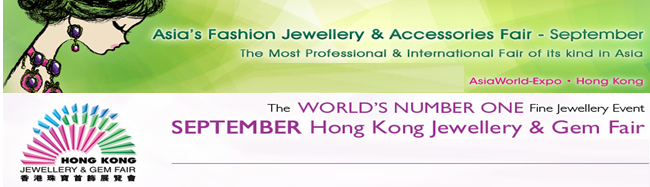 Asia's Fashion Jewellery & Accessories Fair - September
The Most Professional & International Fair of its kind in Asia
AsiaWorld-Expo • Hong Kong
The WORLD'S NUMBER ONE Fine Jewellery Event
SEPTEMBER Hong Kong Jewellery & Gem Fair
HONG KONG
JEWELLERY & GEM FAIR
香港珠寶首飾展覽會